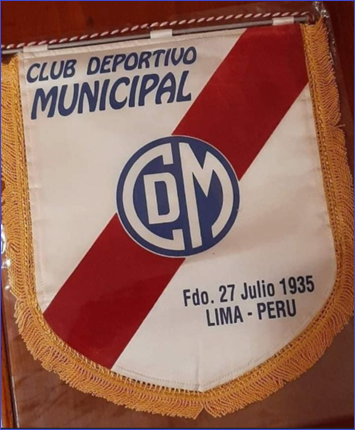 CLUB DEPORTIVO
MUNICIPAL
CDM
Fdo. 27 Julio 1935
LIMA - PERU